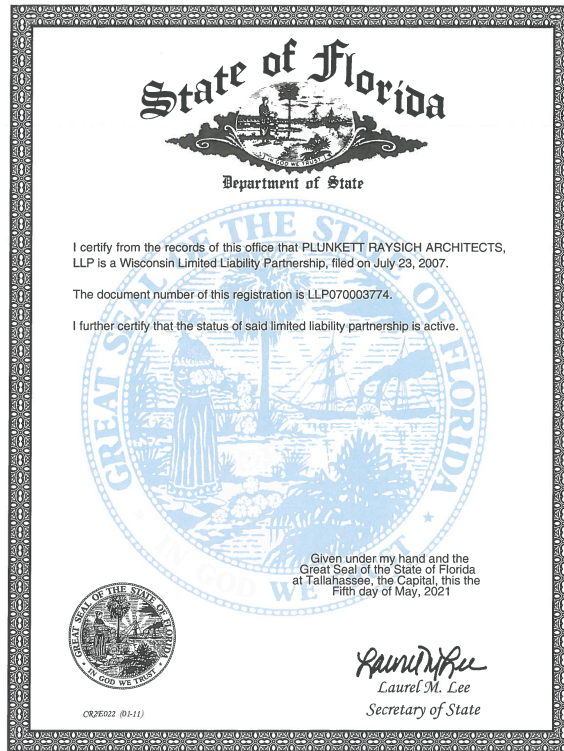 State of Florida
IN GOD WE TRUST
Department of State
GREAT SEAL OF THE STATE OF FLORIDA
IN GOD WE TRUST
I certify from the records of this office that PLUNKETT RAYSICH ARCHITECTS,
LLP is a Wisconsin Limited Liability Partnership, filed on July 23, 2007.
The document number of this registration is LLP070003774.
I further certify that the status of said limited liability partnership is active.
Given under my hand and the
Great Seal of the State of Florida
at Tallahassee, the Capital, this the
Fifth day of May, 2021
GREAT SEAL OF THE STATE OF FLORIDA
IN GOD WE TRUST
Laurel M. Lee
Laurel M. Lee
Secretary of State
CR2E022 (01-11)